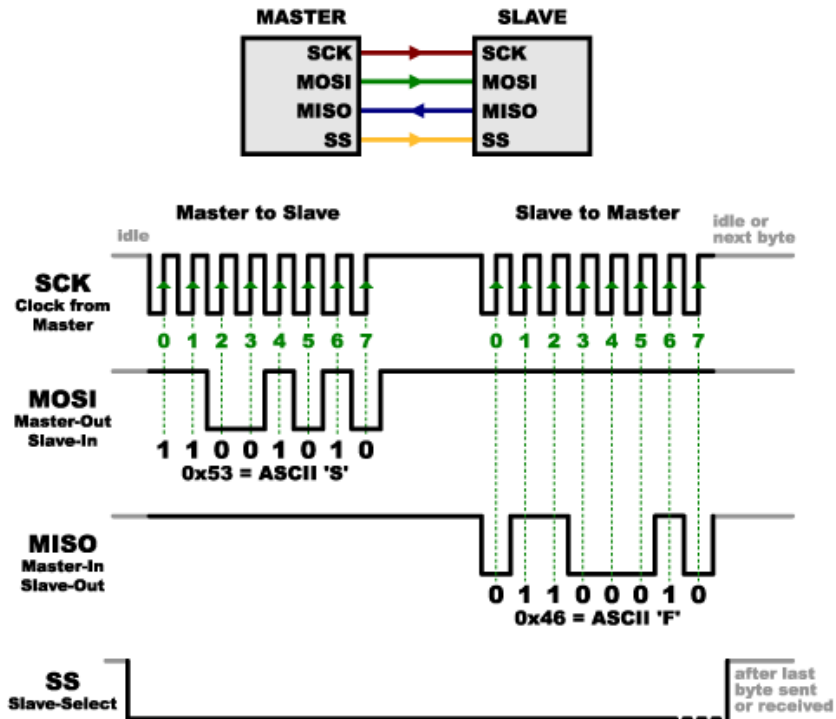 MASTER SLAVE
SCK SCK
MOSI MOSI
MISO MISO
SS SS
Master to Slave Slave to Master
idle
idle or
next byte
SCK
Clock from
Master
0 1 2 3 4 5 6 7 0 1 2 3 4 5 6 7
MOSI
Master-Out
Slave-In
1 1 0 0 1 0 1 0
0x53 = ASCII 'S'
MISO
Master-In
Slave-Out
0 1 1 0 0 0 1 0
0x46 = ASCII 'F'
SS
Slave-Select
after last
byte sent
or received